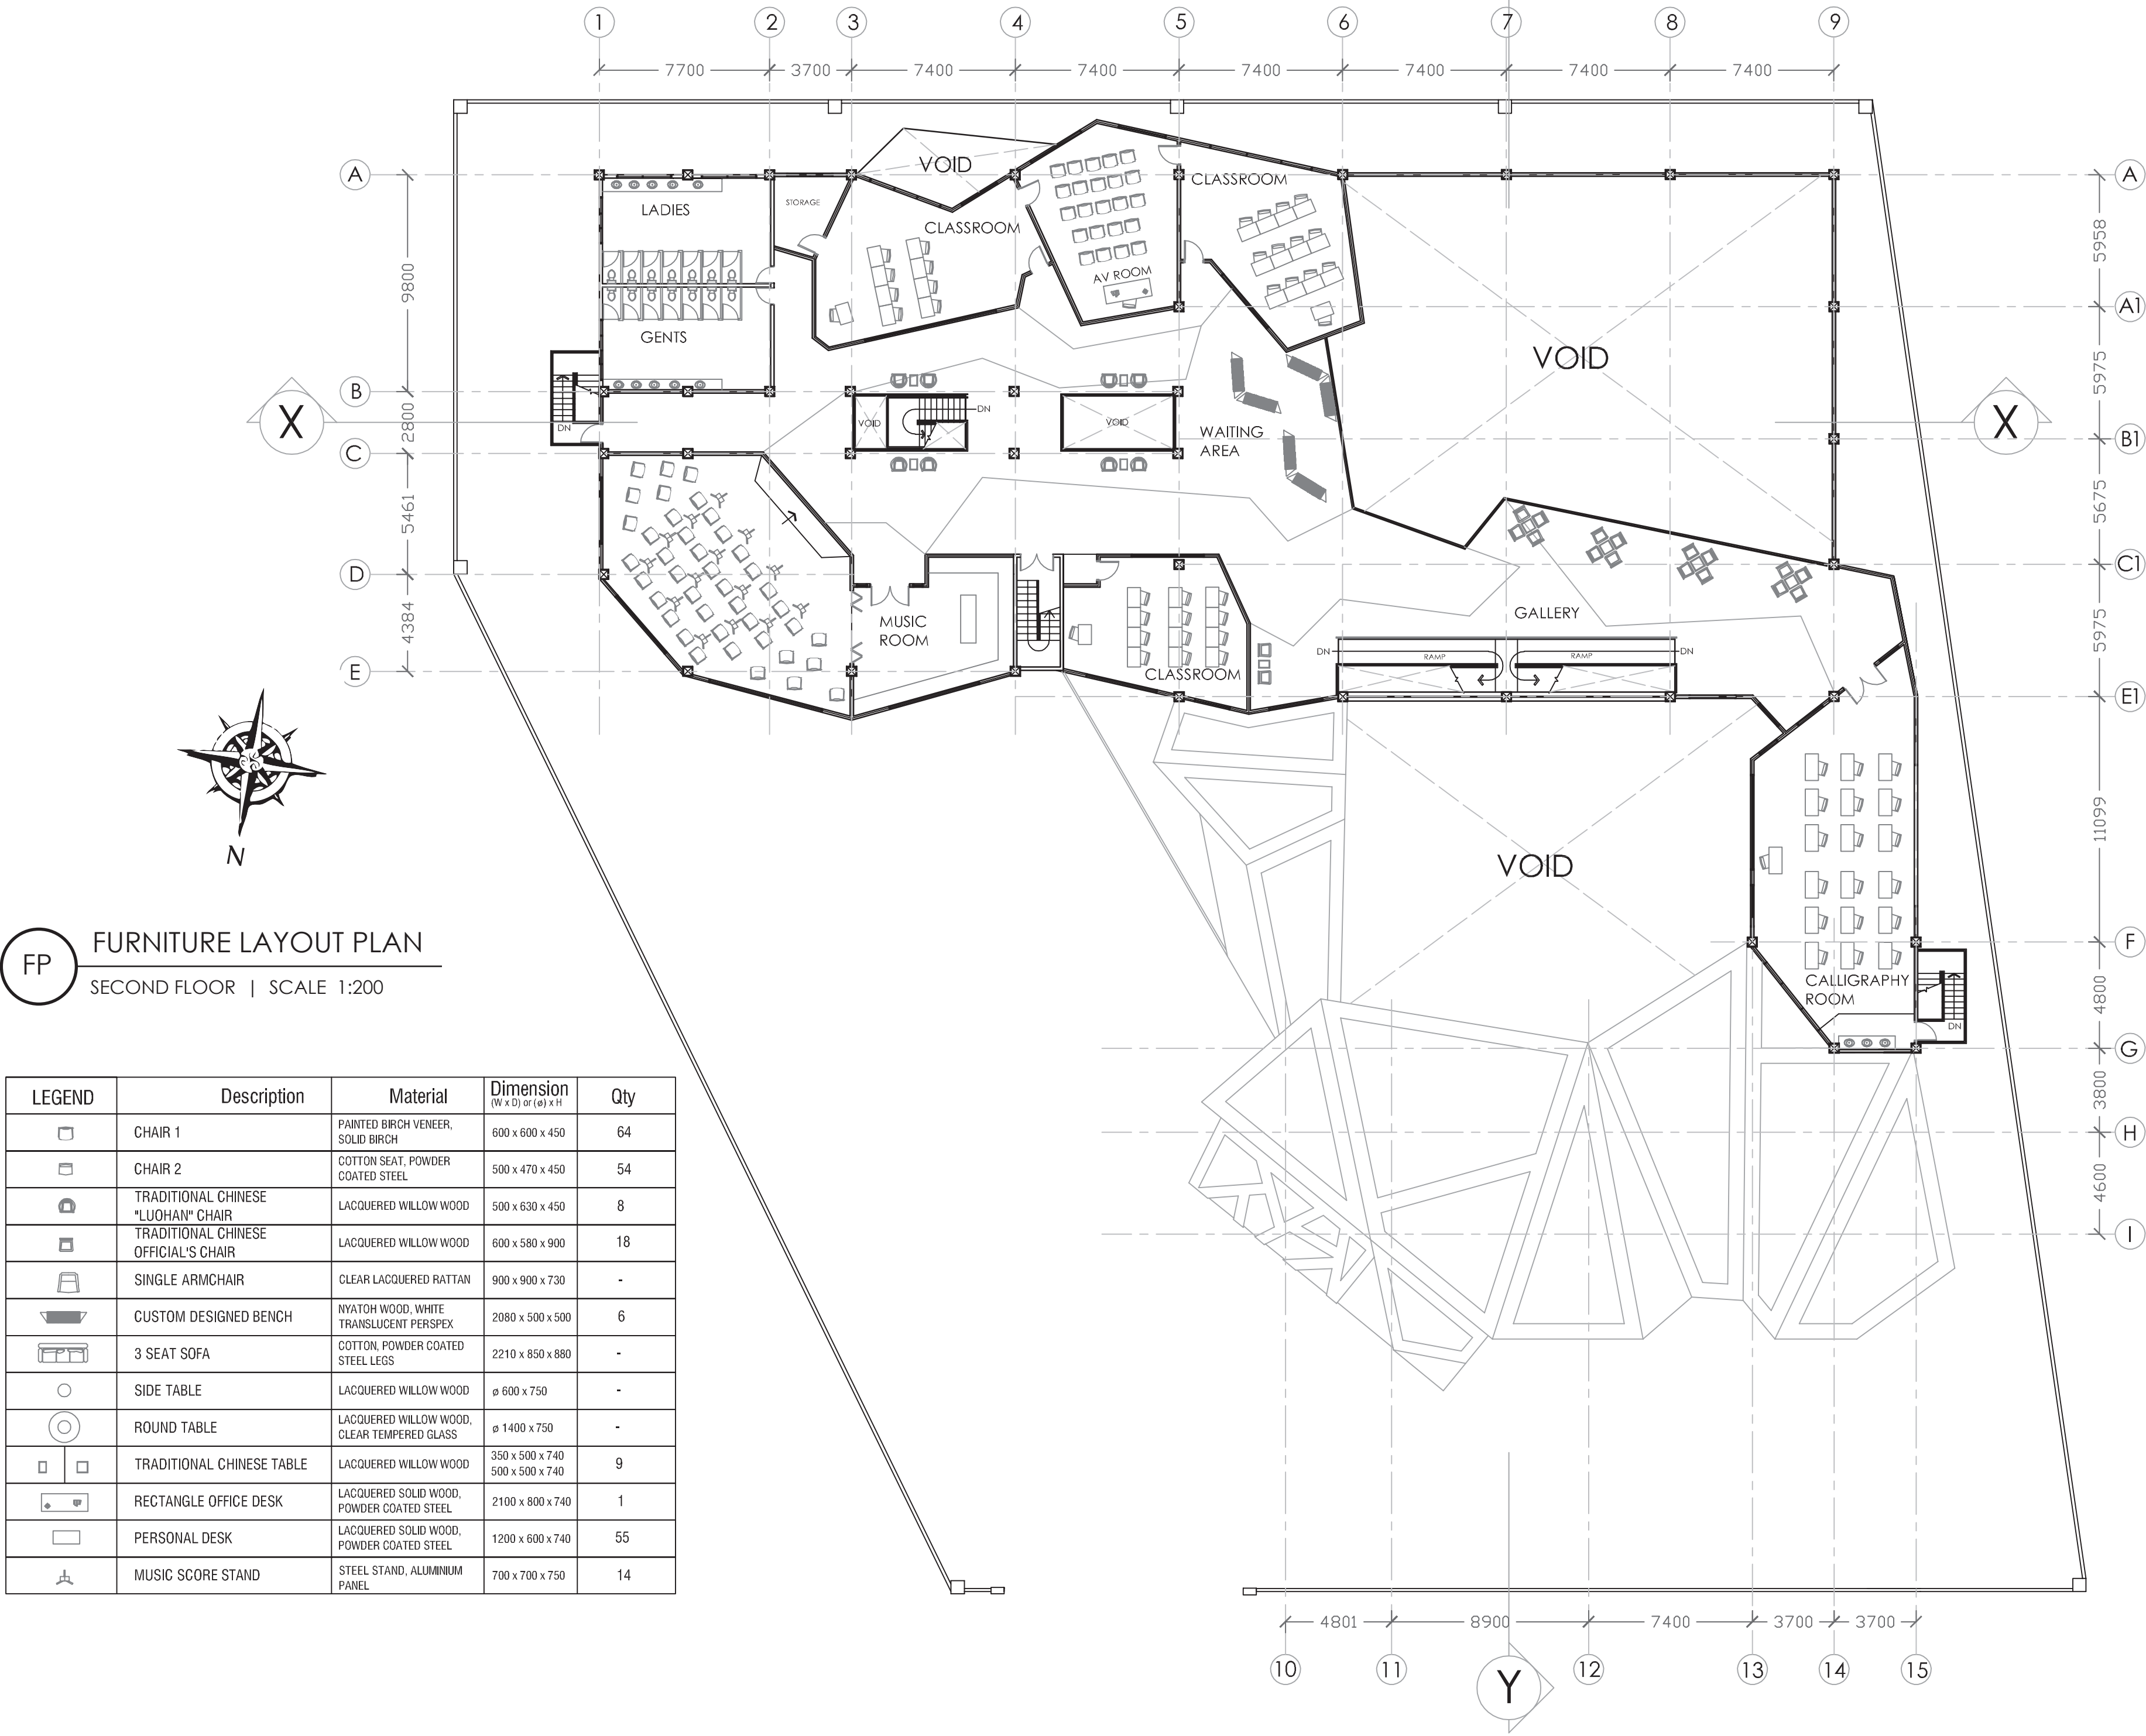 1 2 3 4 5 6 7 8 9
7700 3700 7400 7400 7400 7400 7400 7400
A
VOID
A
LADIES
STORAGE
CLASSROOM
CLASSROOM
AV ROOM
9800
5958
A1
GENTS
VOID
5975
B
X
2800
DN
VOID
DN
VOID
WAITING
AREA
X
B1
C
5461
5675
D
C1
4384
MUSIC
ROOM
GALLERY
5975
DN
RAMP
RAMP
DN
E
CLASSROOM
E1
N
VOID
11099
F
CALLIGRAPHY
ROOM
4800
DN
G
3800
H
4600
I
FP
FURNITURE LAYOUT PLAN
SECOND FLOOR | SCALE 1:200
LEGEND Description Material Dimension Qty
(W x D) or (ø) x H
CHAIR 1 PAINTED BIRCH VENEER, 600 x 600 x 450 64
SOLID BIRCH
CHAIR 2 COTTON SEAT, POWDER 500 x 470 x 450 54
COATED STEEL
TRADITIONAL CHINESE
"LUOHAN" CHAIR LACQUERED WILLOW WOOD 500 x 630 x 450 8
TRADITIONAL CHINESE
OFFICIAL'S CHAIR LACQUERED WILLOW WOOD 600 x 580 x 900 18
SINGLE ARMCHAIR CLEAR LACQUERED RATTAN 900 x 900 x 730 -
CUSTOM DESIGNED BENCH NYATOH WOOD, WHITE 2080 x 500 x 500 6
TRANSLUCENT PERSPEX
3 SEAT SOFA COTTON, POWDER COATED 2210 x 850 x 880 -
STEEL LEGS
SIDE TABLE LACQUERED WILLOW WOOD ø 600 x 750 -
ROUND TABLE LACQUERED WILLOW WOOD, ø 1400 x 750 -
CLEAR TEMPERED GLASS
TRADITIONAL CHINESE TABLE LACQUERED WILLOW WOOD 350 x 500 x 740 9
500 x 500 x 740
RECTANGLE OFFICE DESK LACQUERED SOLID WOOD, 2100 x 800 x 740 1
POWDER COATED STEEL
PERSONAL DESK LACQUERED SOLID WOOD, 1200 x 600 x 740 55
POWDER COATED STEEL
MUSIC SCORE STAND STEEL STAND, ALUMINIUM 700 x 700 x 750 14
PANEL
4801 8900 7400 3700 3700
10 11 12 13 14 15
Y